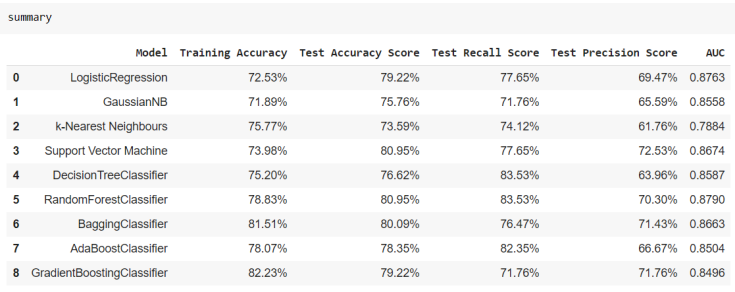 summary
Model Training Accuracy Test Accuracy Score Test Recall Score Test Precision Score AUC
0 LogisticRegression 72.53% 79.22% 77.65% 69.47% 0.8763
1 GaussianNB 71.89% 75.76% 71.76% 65.59% 0.8558
2 k-Nearest Neighbours 75.77% 73.59% 74.12% 61.76% 0.7884
3 Support Vector Machine 73.98% 80.95% 77.65% 72.53% 0.8674
4 DecisionTreeClassifier 75.20% 76.62% 83.53% 63.96% 0.8587
5 RandomForestClassifier 78.83% 80.95% 83.53% 70.30% 0.8790
6 BaggingClassifier 81.51% 80.09% 76.47% 71.43% 0.8663
7 AdaBoostClassifier 78.07% 78.35% 82.35% 66.67% 0.8504
8 GradientBoostingClassifier 82.23% 79.22% 71.76% 71.76% 0.8496